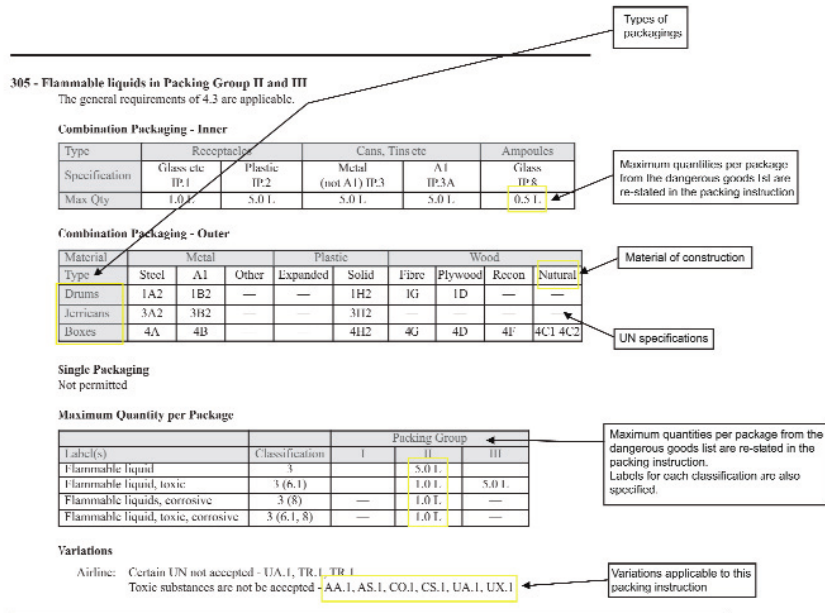 Types of
packagings
305 - Flammable liquids in Packing Group II and III
The general requirements of 4.3 are applicable.
Combination Packaging - Inner
Type Receptacles Cans, Tins etc Ampoules
Specification Glass etc IP.1 Plastic IP.2 Metal (not A1) IP.3 A1 IP.3A Glass IP.8
Max Qty 1.0 L 5.0 L 5.0 L 5.0 L 0.5 L
Maximum quantities per package
from the dangerous goods list are
re-stated in the packing instruction
Combination Packaging - Outer
Material Metal Plastic Wood
Type Steel A1 Other Expanded Solid Fibre Plywood Recon Natural
Drums 1A2 1B2 — — 1H2 1G 1D — —
Jerricans 3A2 3B2 — — 3H2 — — — —
Boxes 4A 4B — — 4H2 4G 4D 4F 4C1 4C2
Material of construction
UN specifications
Single Packaging
Not permitted
Maximum Quantity per Package
Packing Group
Label(s) Classification I II III
Flammable liquid 3 5.0 L
Flammable liquid, toxic 3 (6.1) 1.0 L 5.0 L
Flammable liquids, corrosive 3 (8) — 1.0 L —
Flammable liquid, toxic, corrosive 3 (6.1, 8) — 1.0 L —
Maximum quantities per package from the
dangerous goods list are re-stated in the
packing instruction.
Labels for each classification are also
specified.
Variations
Airline: Certain UN not accepted - UA.1, TR.1, TR.1
Toxic substances are not be accepted - AA.1, AS.1, CO.1, CS.1, UA.1, UX.1
Variations applicable to this
packing instruction